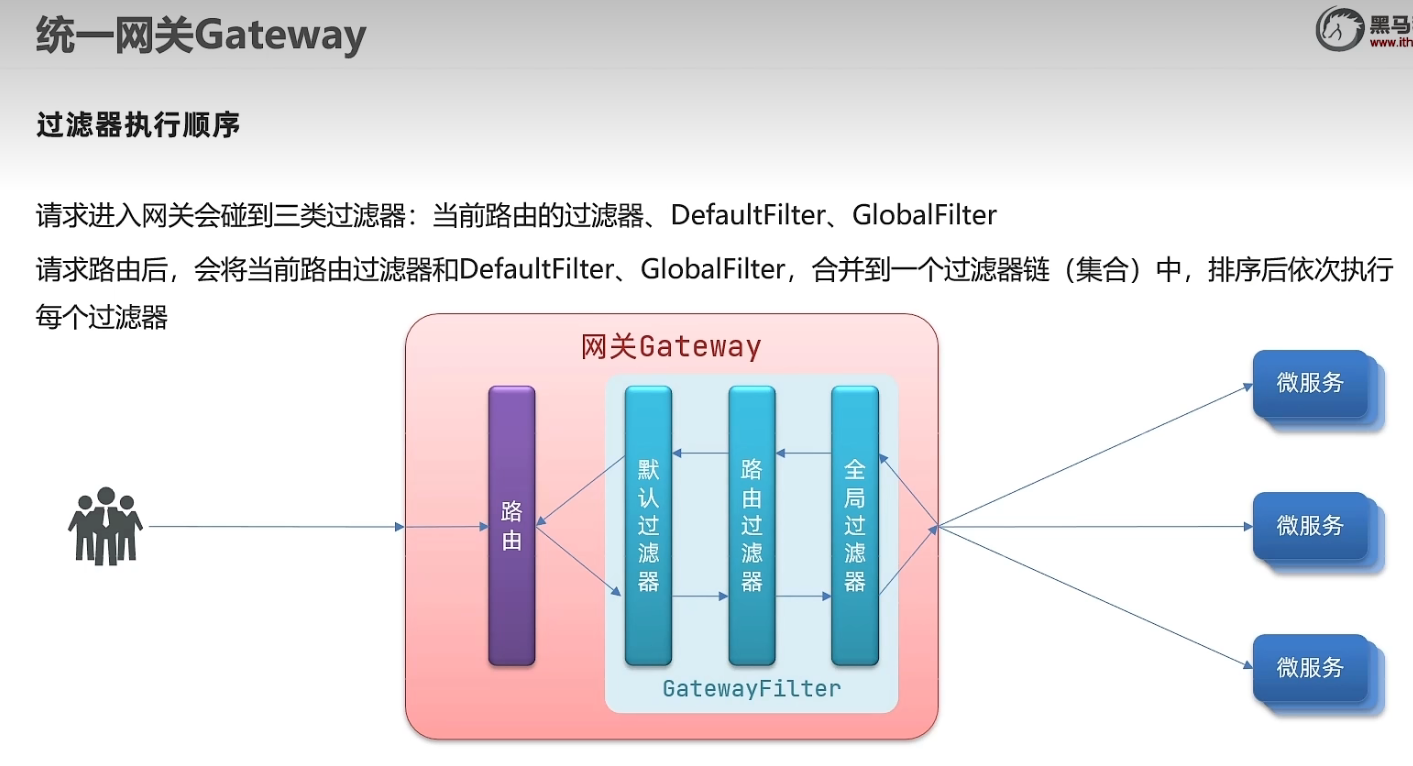 统一网关Gateway
黑马
www.ith
过滤器执行顺序
请求进入网关会碰到三类过滤器：当前路由的过滤器、DefaultFilter、GlobalFilter
请求路由后，会将当前路由过滤器和DefaultFilter、GlobalFilter，合并到一个过滤器链（集合）中，排序后依次执行
每个过滤器
网关Gateway
路由
默认过滤器
路由过滤器
全局过滤器
GatewayFilter
微服务
微服务
微服务